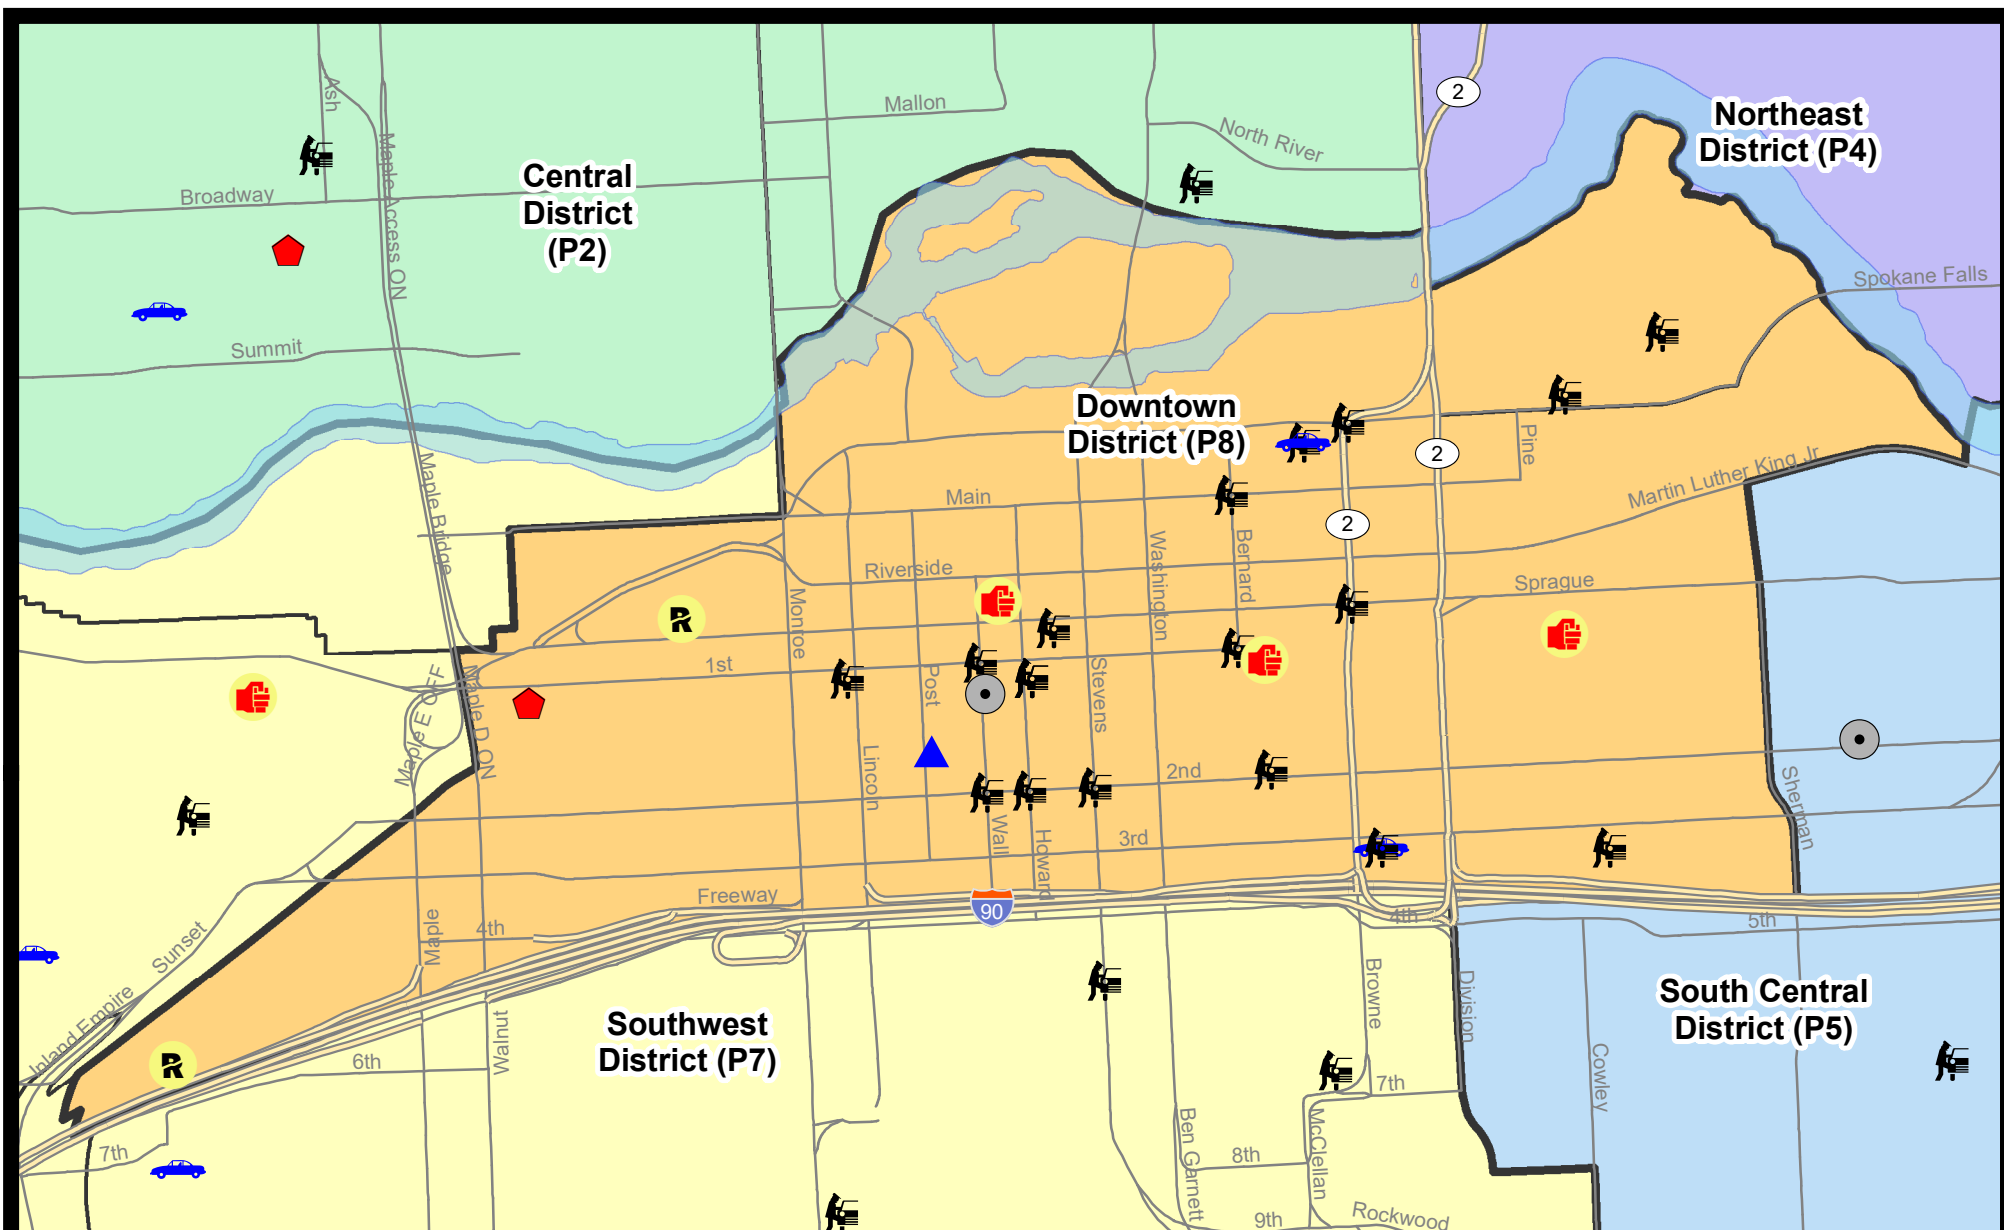 2
Ash
Mallon
Northeast
District (P4)
North River
Maple Access ON
Central
District
(P2)
Broadway
Spokane Falls
Summit
Downtown
District (P8)
2
Pine
Maple Bridge
Main
Martin Luther King Jr
2
Riverside
Washington
Bernard
Sprague
Monroe
1st
Post
Stevens
Maple E OFF
Maple D ON
Lincoln
2nd
Sherman
Wall
Howard
3rd
Freeway
90
4th
4th
5th
Maple
Sunset
Browne
Division
South Central
District (P5)
Inland Empire
Walnut
Southwest
District (P7)
6th
Cowley
7th
7th
Ben Garnett
McClellan
8th
9th
Rockwood
R
R